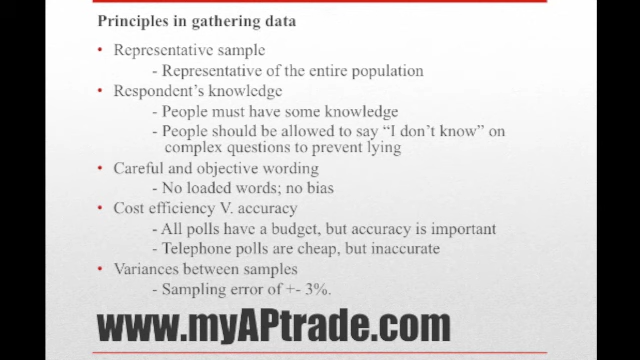 Principles in gathering data
• Representative sample
- Representative of the entire population
• Respondent's knowledge
- People must have some knowledge
- People should be allowed to say “I don't know” on
complex questions to prevent lying
• Careful and objective wording
- No loaded words; no bias
• Cost efficiency V. accuracy
- All polls have a budget, but accuracy is important
- Telephone polls are cheap, but inaccurate
• Variances between samples
- Sampling error of +- 3%.
www.myAPtrade.com